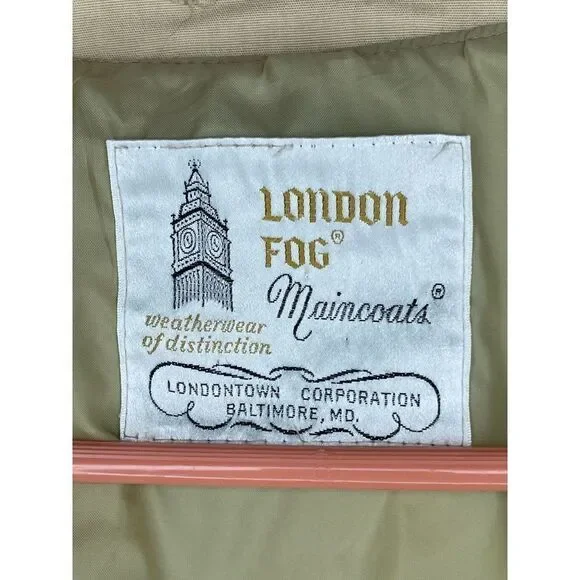 LONDON
FOG®
Maincoats®
weatherwear
of distinction
LONDONTOWN CORPORATION
BALTIMORE, MD.